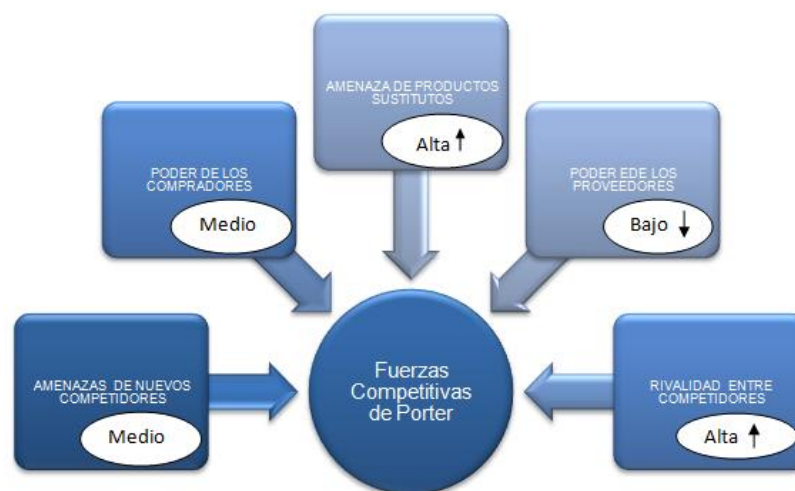 AMENAZA DE PRODUCTOS
SUSTITUTOS
Alta ↑
PODER DE LOS
COMPRADORES
Medio
PODER EDE LOS
PROVEEDORES
Bajo ↓
AMENAZAS DE NUEVOS
COMPETIDORES
Medio
Fuerzas
Competitivas
de Porter
RIVALIDAD ENTRE
COMPETIDORES
Alta ↑